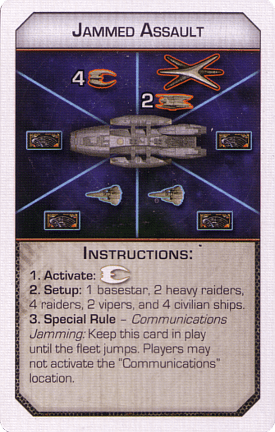 JAMMED ASSAULT
4
2
INSTRUCTIONS:
1. Activate:
2. Setup: 1 basestar, 2 heavy raiders,
4 raiders, 2 vipers, and 4 civilian ships.
3. Special Rule – Communications
Jamming: Keep this card in play
until the fleet jumps. Players may
not activate the “Communications”
location.